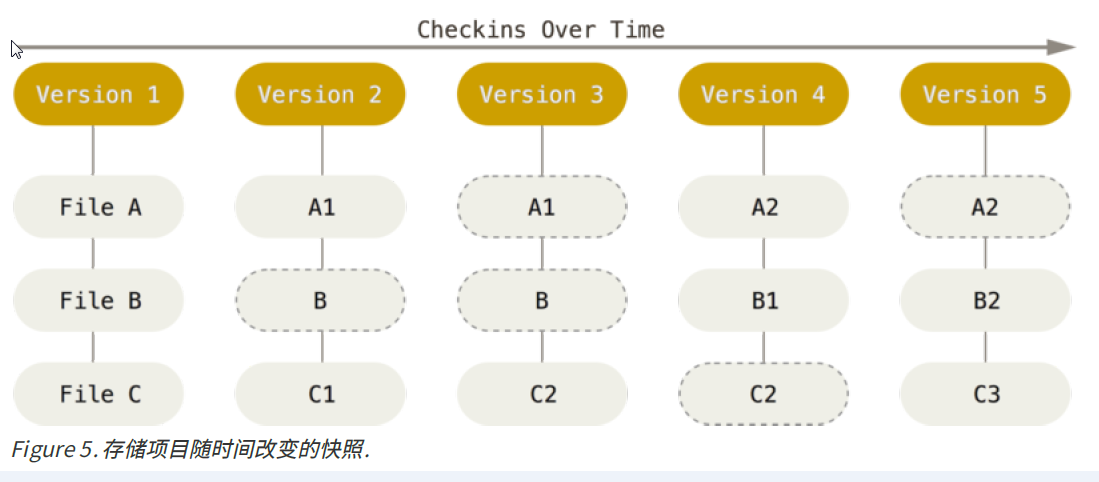 Checkins Over Time
Version 1 Version 2 Version 3 Version 4 Version 5
File A A1 A1 A2 A2
File B B B B1 B2
File C C1 C2 C2 C3
Figure 5. 存储项目随时间改变的快照.